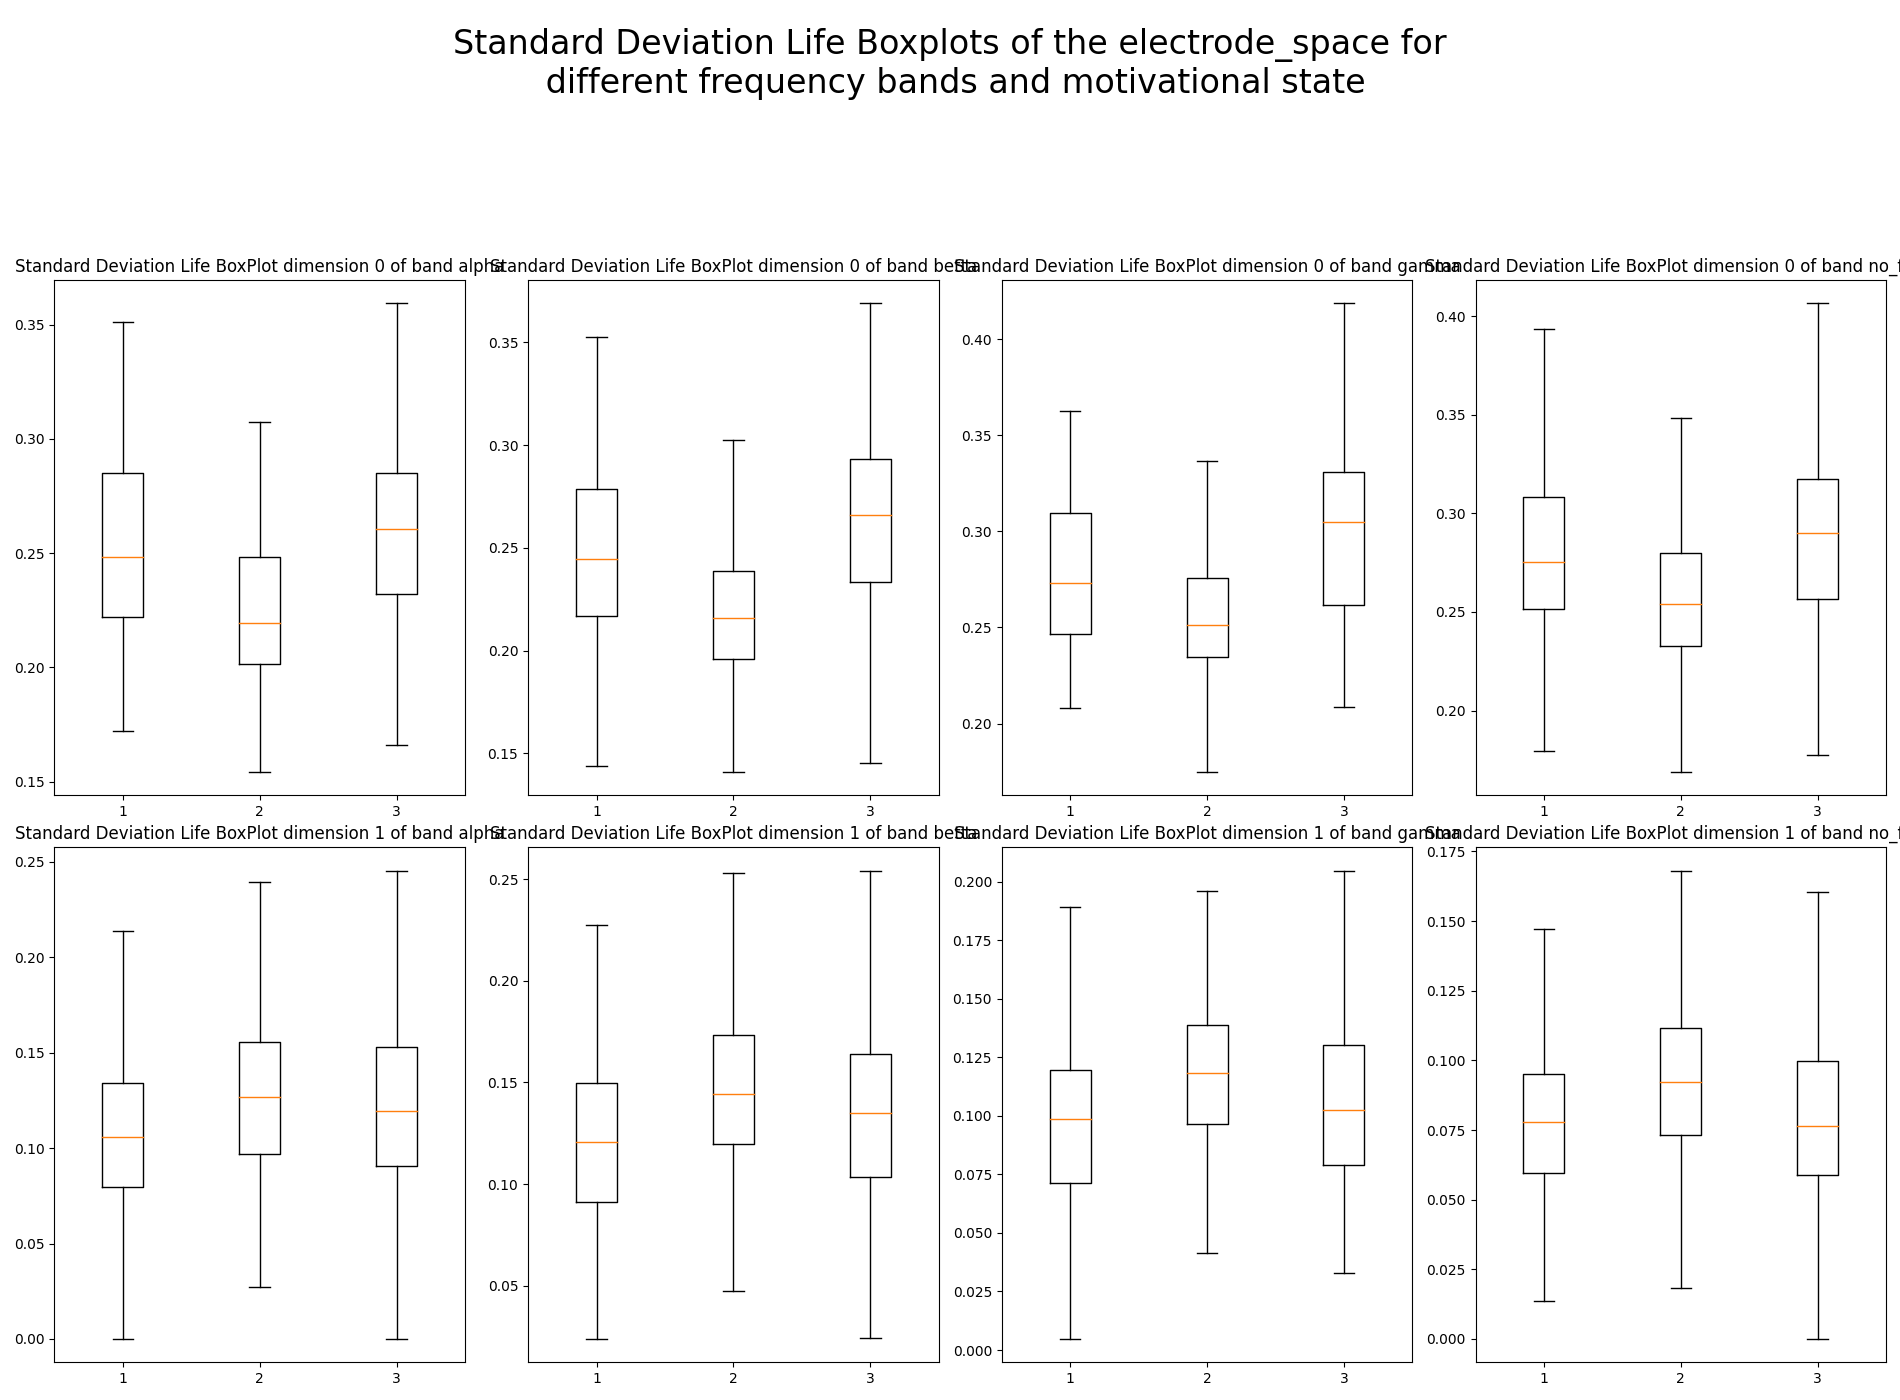 Standard Deviation Life Boxplots of the electrode_space for
different frequency bands and motivational state
Standard Deviation Life BoxPlot dimension 0 of band alpha
Standard Deviation Life BoxPlot dimension 0 of band beta
Standard Deviation Life BoxPlot dimension 0 of band gamma
Standard Deviation Life BoxPlot dimension 0 of band
0.35
0.30
0.25
0.20
0.15
1 2 3
0.35
0.30
0.25
0.20
0.15
1 2 3
0.40
0.35
0.30
0.25
0.20
1 2 3
0.40
0.35
0.30
0.25
0.20
1 2 3
Standard Deviation Life BoxPlot dimension 1 of band alpha
Standard Deviation Life BoxPlot dimension 1 of band beta
Standard Deviation Life BoxPlot dimension 1 of band gamma
Standard Deviation Life BoxPlot dimension 1 of band
0.25
0.20
0.15
0.10
0.05
0.00
1 2 3
0.25
0.20
0.15
0.10
0.05
1 2 3
0.200
0.175
0.150
0.125
0.100
0.075
0.050
0.025
0.000
1 2 3
0.175
0.150
0.125
0.100
0.075
0.050
0.025
0.000
1 2 3